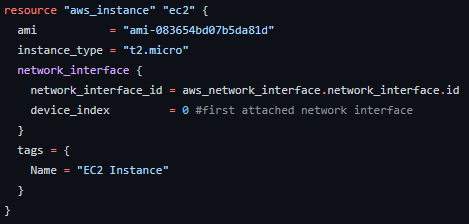 resource "aws_instance" "ec2" {
  ami           = "ami-083654bd07b5da81d"
  instance_type = "t2.micro"
  network_interface {
    network_interface_id = aws_network_interface.network_interface.id
    device_index         = 0 #first attached network interface
  }
  tags = {
    Name = "EC2 Instance"
  }
}